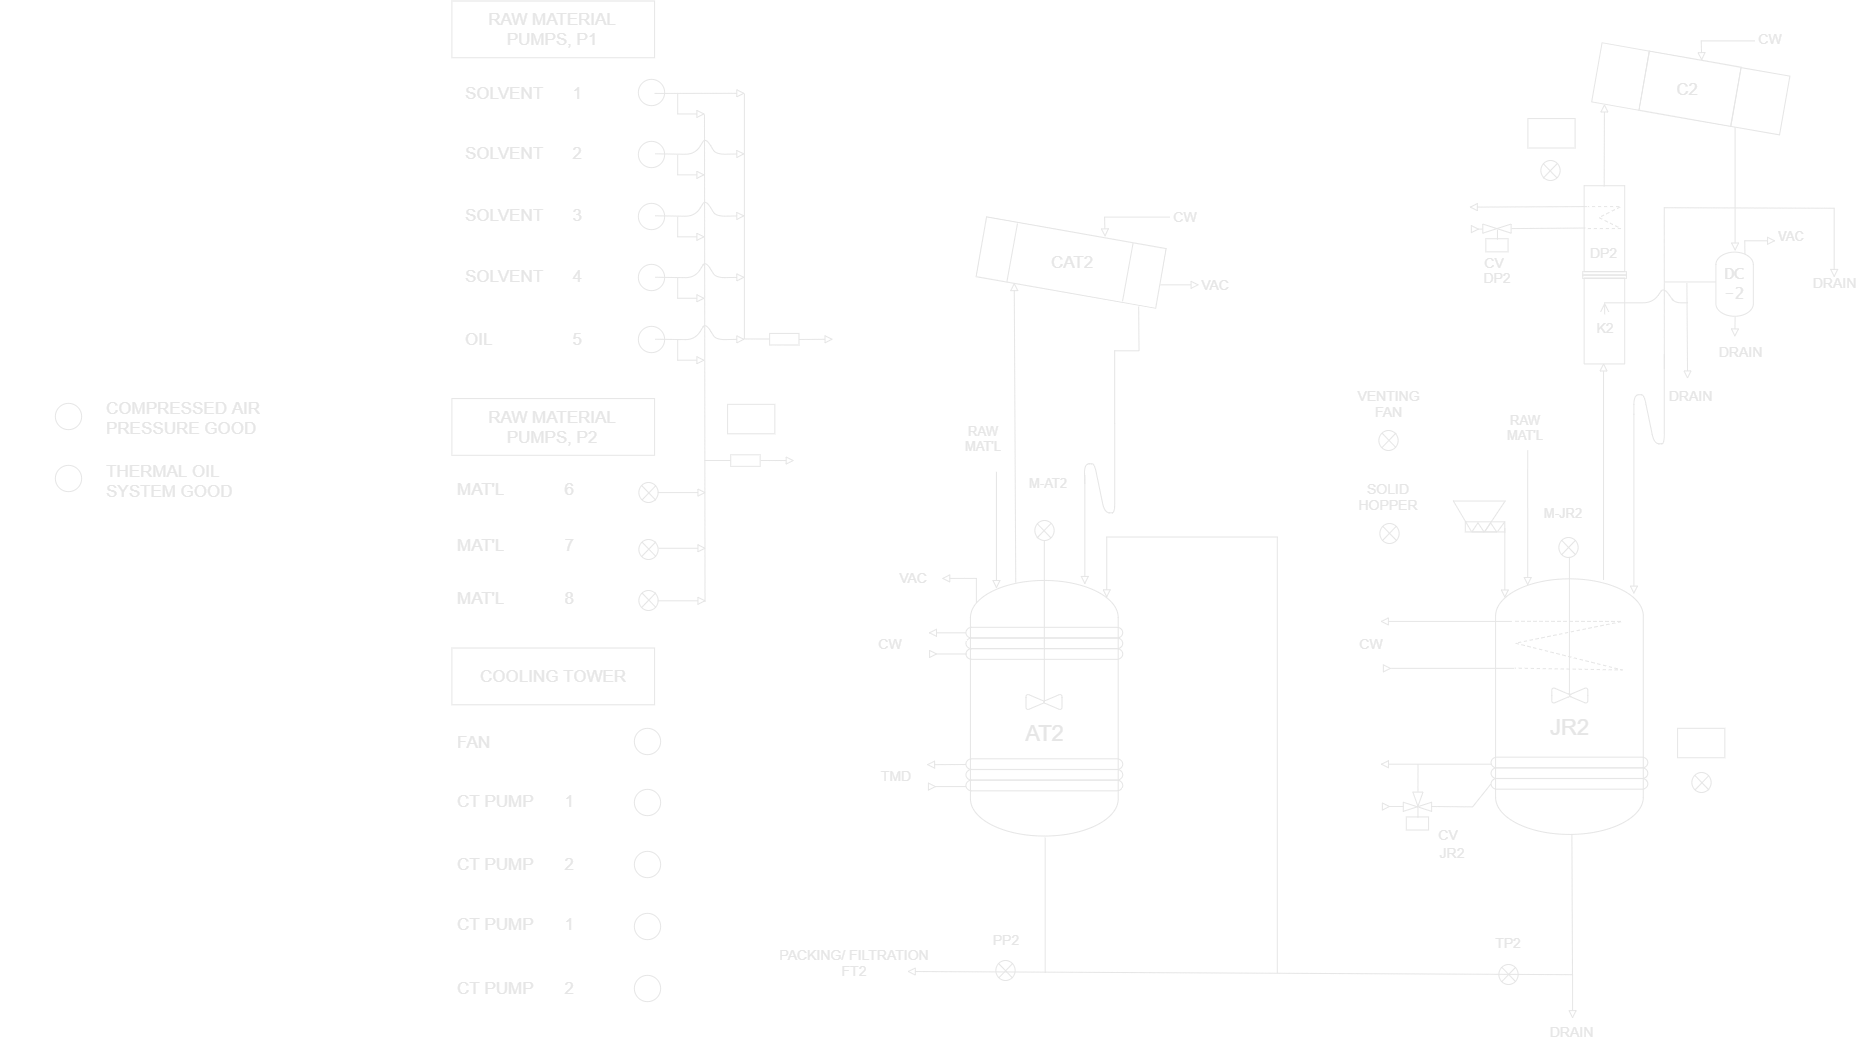 RAW MATERIAL
PUMPS, P1
SOLVENT 1
SOLVENT 2
SOLVENT 3
SOLVENT 4
OIL 5
COMPRESSED AIR
PRESSURE GOOD
THERMAL OIL
SYSTEM GOOD
RAW MATERIAL
PUMPS, P2
MAT'L 6
MAT'L 7
MAT'L 8
COOLING TOWER
FAN
CT PUMP 1
CT PUMP 2
CT PUMP 1
CT PUMP 2
CW
CAT2
VAC
RAW
MAT'L
M-AT2
VAC
CW
AT2
TMD
PP2
PACKING/ FILTRATION
FT2
CW
C2
VAC
DP2
CV
DP2
DC
-2
DRAIN
K2
DRAIN
DRAIN
VENTING
FAN
RAW
MAT'L
SOLID
HOPPER
M-JR2
CW
JR2
CV
JR2
TP2
DRAIN